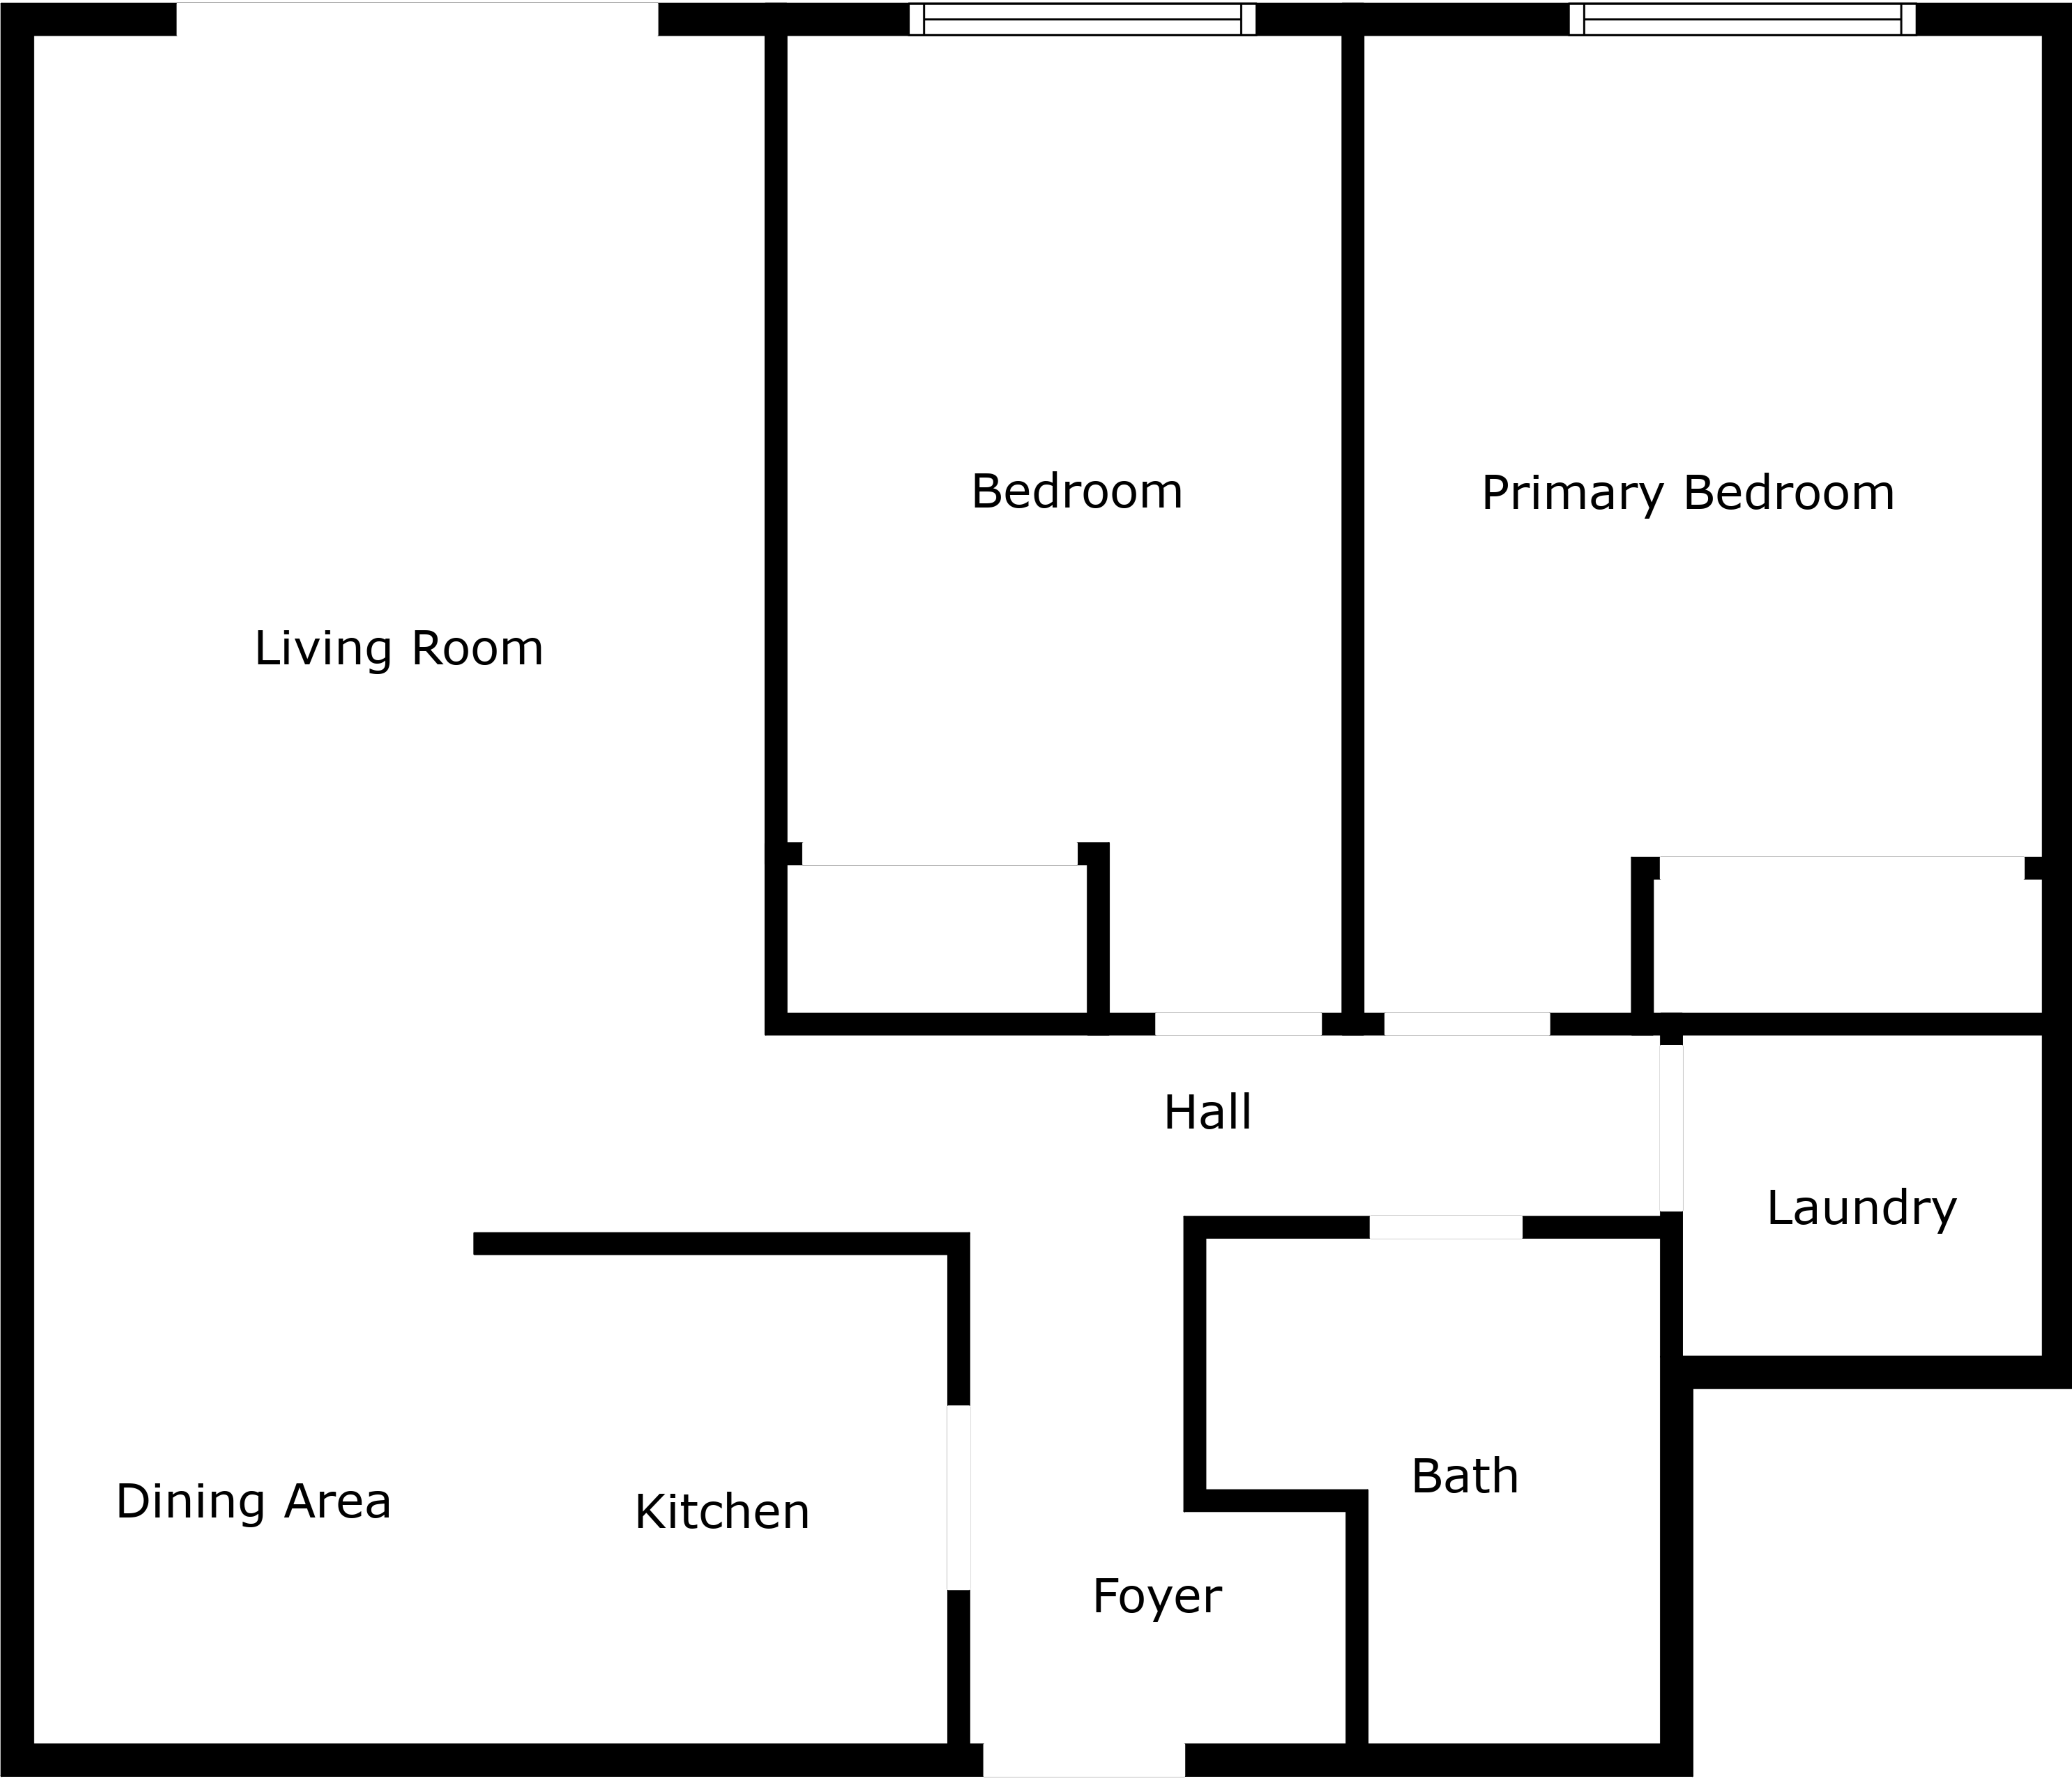 Bedroom
Primary Bedroom
Living Room
Hall
Laundry
Bath
Dining Area
Kitchen
Foyer